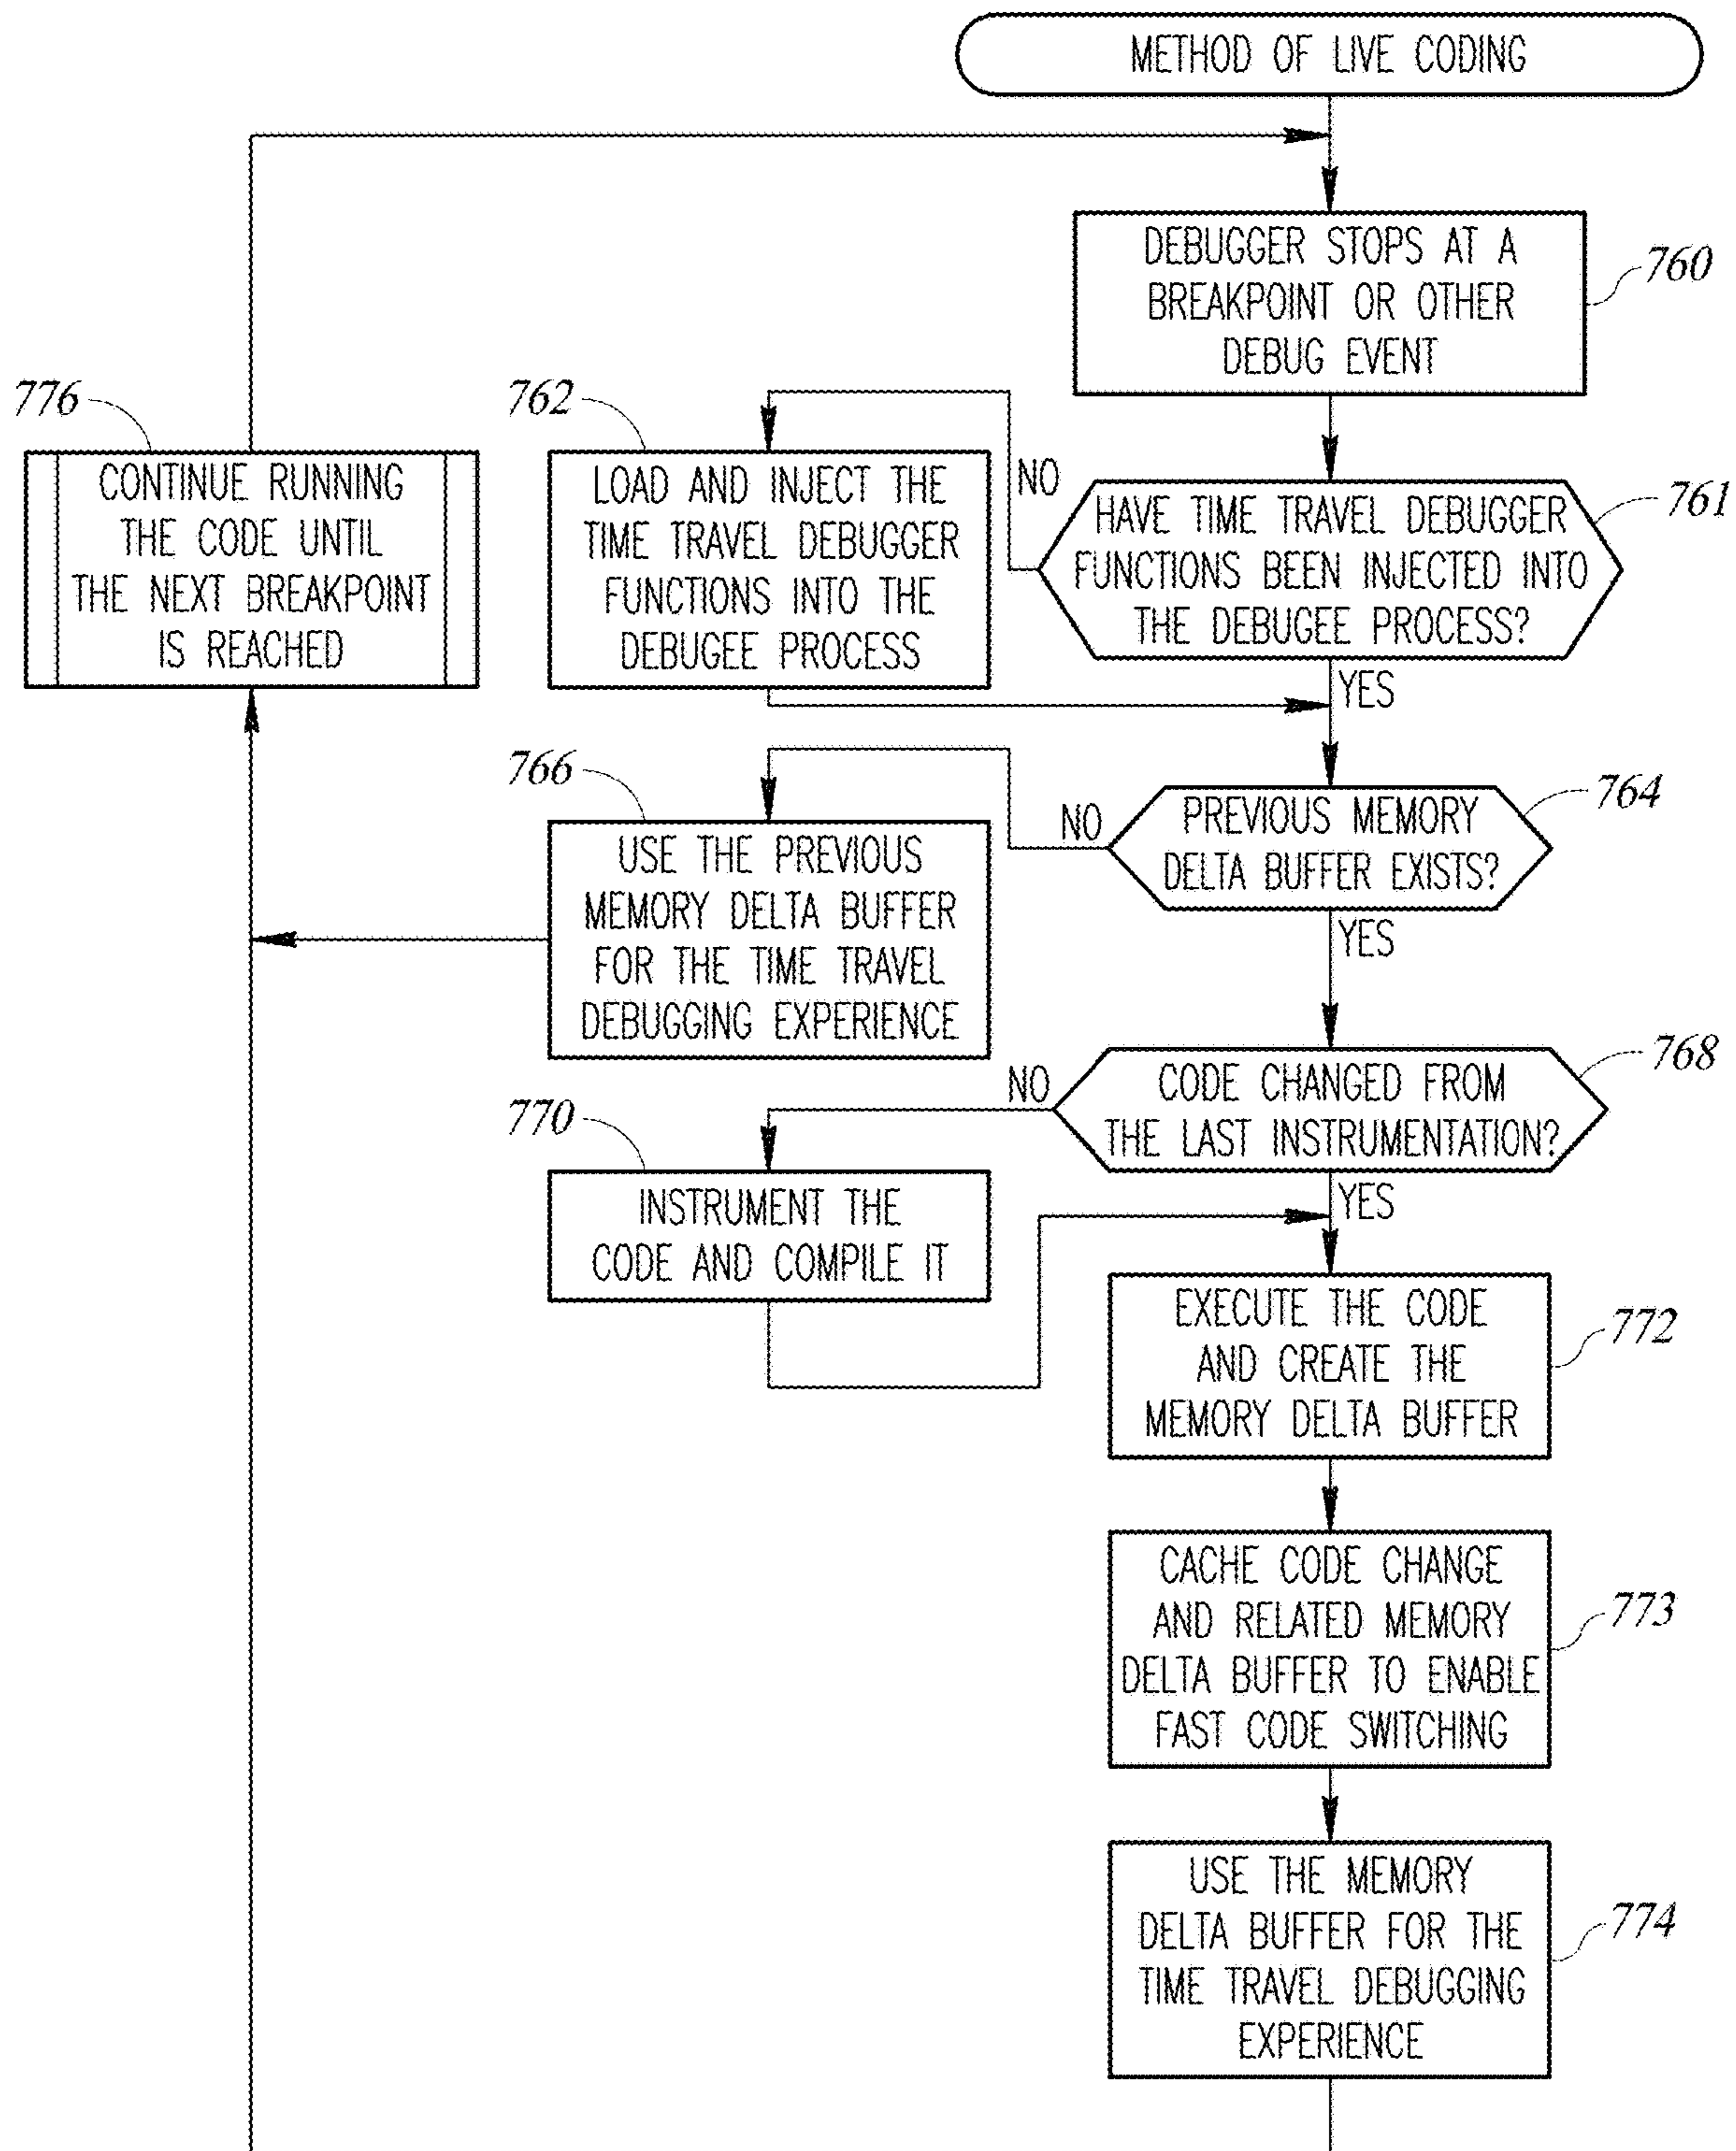 METHOD OF LIVE CODING
DEBUGGER STOPS AT A
BREAKPOINT OR OTHER
DEBUG EVENT
760
776
CONTINUE RUNNING
THE CODE UNTIL
THE NEXT BREAKPOINT
IS REACHED
762
LOAD AND INJECT THE
TIME TRAVEL DEBUGGER
FUNCTIONS INTO THE
DEBUGEE PROCESS
NO
HAVE TIME TRAVEL DEBUGGER
FUNCTIONS BEEN INJECTED INTO
THE DEBUGEE PROCESS?
761
YES
766
USE THE PREVIOUS
MEMORY DELTA BUFFER
FOR THE TIME TRAVEL
DEBUGGING EXPERIENCE
NO
PREVIOUS MEMORY
DELTA BUFFER EXISTS?
764
YES
NO
CODE CHANGED FROM
THE LAST INSTRUMENTATION?
768
770
INSTRUMENT THE
CODE AND COMPILE IT
YES
EXECUTE THE CODE
AND CREATE THE
MEMORY DELTA BUFFER
772
CACHE CODE CHANGE
AND RELATED MEMORY
DELTA BUFFER TO ENABLE
FAST CODE SWITCHING
773
USE THE MEMORY
DELTA BUFFER FOR THE
TIME TRAVEL DEBUGGING
EXPERIENCE
774